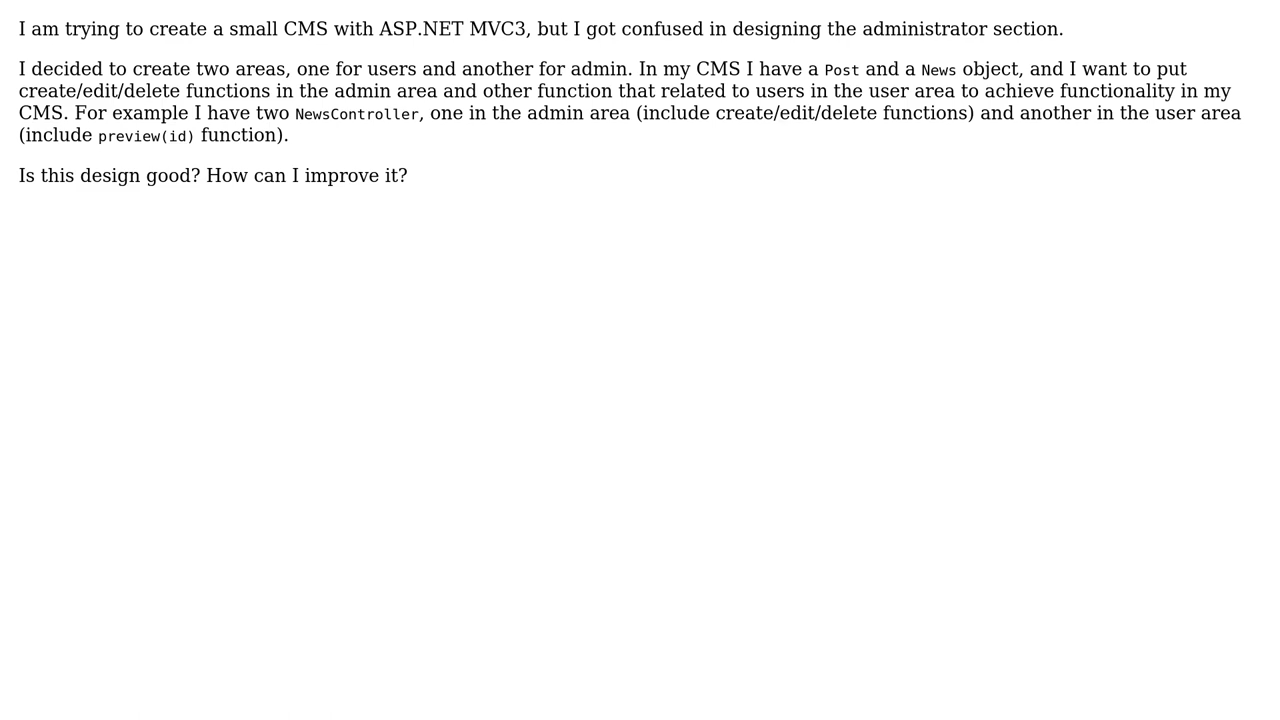 I am trying to create a small CMS with ASP.NET MVC3, but I got confused in designing the administrator section.
I decided to create two areas, one for users and another for admin. In my CMS I have a Post and a News object, and I want to put
create/edit/delete functions in the admin area and other function that related to users in the user area to achieve functionality in my
CMS. For example I have two NewsController, one in the admin area (include create/edit/delete functions) and another in the user area
(include preview(id) function).
Is this design good? How can I improve it?